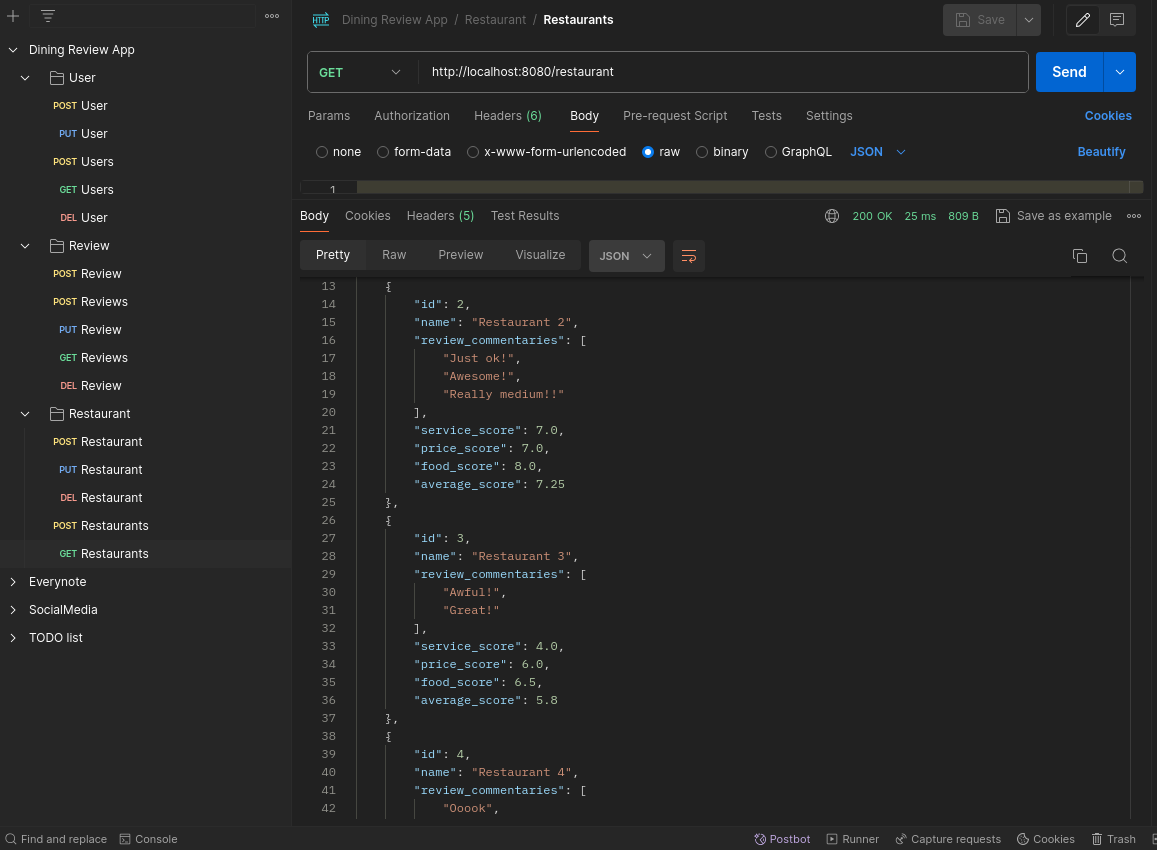 Dining Review App / Restaurant / Restaurants
Save
Dining Review App
User
POST User
PUT User
POST Users
GET Users
DEL User
Review
POST Review
POST Reviews
PUT Review
GET Reviews
DEL Review
Restaurant
POST Restaurant
PUT Restaurant
DEL Restaurant
POST Restaurants
GET Restaurants
Everynote
SocialMedia
TODO list
HTTP
GET http://localhost:8080/restaurant Send
Params Authorization Headers (6) Body Pre-request Script Tests Settings Cookies
none form-data x-www-form-urlencoded raw binary GraphQL JSON Beautify
1
Body Cookies Headers (5) Test Results 200 OK 25 ms 809 B Save as example
Pretty Raw Preview Visualize JSON
13 {
14 "id": 2,
15 "name": "Restaurant 2",
16 "review_commentaries": [
17 "Just ok!",
18 "Awesome!",
19 "Really medium!!"
20 ],
21 "service_score": 7.0,
22 "price_score": 7.0,
23 "food_score": 8.0,
24 "average_score": 7.25
25 },
26 {
27 "id": 3,
28 "name": "Restaurant 3",
29 "review_commentaries": [
30 "Awful!",
31 "Great!"
32 ],
33 "service_score": 4.0,
34 "price_score": 6.0,
35 "food_score": 6.5,
36 "average_score": 5.8
37 },
38 {
39 "id": 4,
40 "name": "Restaurant 4",
41 "review_commentaries": [
42 "Ooook",
Find and replace Console Postbot Runner Capture requests Cookies Trash